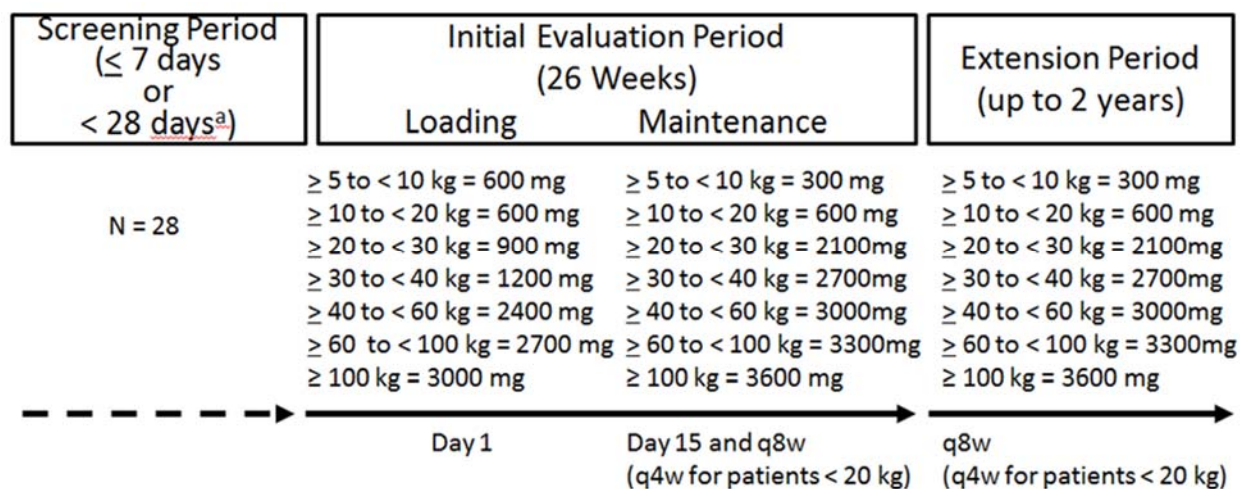 Screening Period
(≤ 7 days
or
< 28 daysᵃ)
Initial Evaluation Period
(26 Weeks)
Loading Maintenance
Extension Period
(up to 2 years)
N = 28
≥ 5 to < 10 kg = 600 mg
≥ 10 to < 20 kg = 600 mg
≥ 20 to < 30 kg = 900 mg
≥ 30 to < 40 kg = 1200 mg
≥ 40 to < 60 kg = 2400 mg
≥ 60 to < 100 kg = 2700 mg
≥ 100 kg = 3000 mg
Day 1
≥ 5 to < 10 kg = 300 mg
≥ 10 to < 20 kg = 600 mg
≥ 20 to < 30 kg = 2100mg
≥ 30 to < 40 kg = 2700mg
≥ 40 to < 60 kg = 3000mg
≥ 60 to < 100 kg = 3300mg
≥ 100 kg = 3600 mg
Day 15 and q8w
(q4w for patients < 20 kg)
≥ 5 to < 10 kg = 300 mg
≥ 10 to < 20 kg = 600 mg
≥ 20 to < 30 kg = 2100mg
≥ 30 to < 40 kg = 2700mg
≥ 40 to < 60 kg = 3000mg
≥ 60 to < 100 kg = 3300mg
≥ 100 kg = 3600 mg
q8w
(q4w for patients < 20 kg)